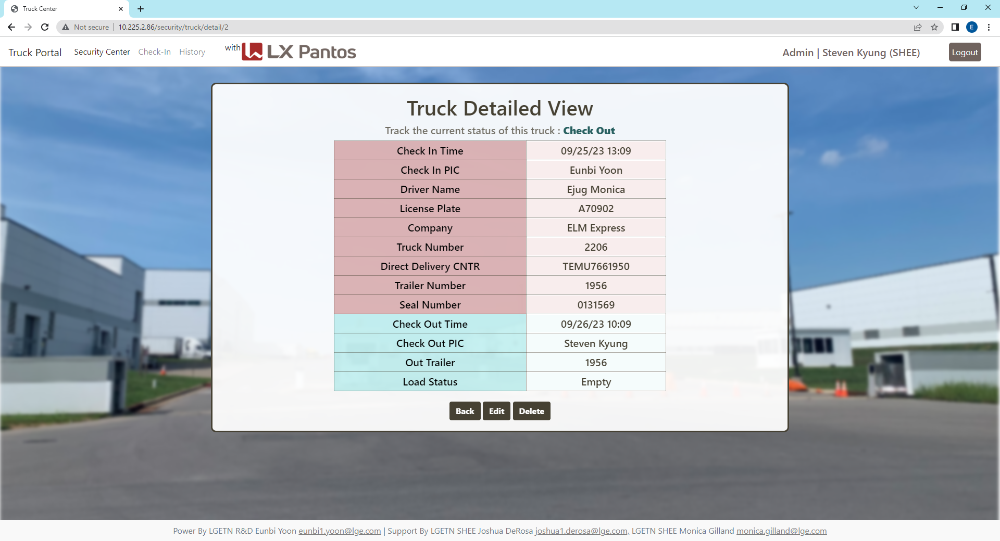 Truck Center
Not secure
10.225.2.86/security/truck/detail/2
E
Truck Portal
Security Center
Check-In
History
with LX Pantos
Admin | Steven Kyung (SHEE)
Logout
Truck Detailed View
Track the current status of this truck : Check Out
Check In Time 09/25/23 13:09
Check In PIC Eunbi Yoon
Driver Name Ejug Monica
License Plate A70902
Company ELM Express
Truck Number 2206
Direct Delivery CNTR TEMU7661950
Trailer Number 1956
Seal Number 0131569
Check Out Time 09/26/23 10:09
Check Out PIC Steven Kyung
Out Trailer 1956
Load Status Empty
Back Edit Delete
Power By LGETN R&D Eunbi Yoon eunbi1.yoon@lge.com | Support By LGETN SHEE Joshua DeRosa joshua1.derosa@lge.com, LGETN SHEE Monica Gilland monica.gilland@lge.com